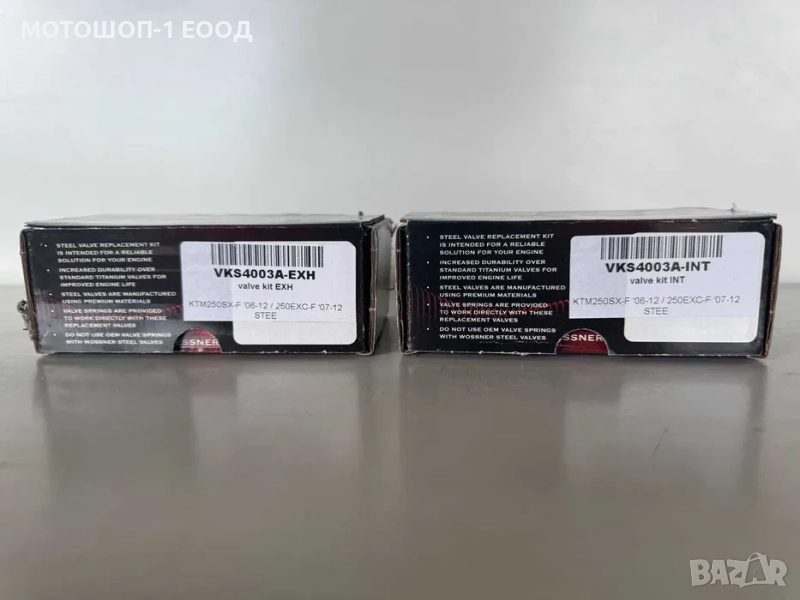 МОТОШОП-1 ЕООД
• STEEL VALVE REPLACEMENT KIT
IS INTENDED FOR A RELIABLE
SOLUTION FOR YOUR ENGINE
• INCREASED DURABILITY OVER
STANDARD TITANIUM VALVES FOR
IMPROVED ENGINE LIFE
• STEEL VALVES ARE MANUFACTURED
USING PREMIUM MATERIALS
• VALVE SPRINGS ARE PROVIDED
TO WORK DIRECTLY WITH THESE
REPLACEMENT VALVES
• DO NOT USE OEM VALVE SPRINGS
WITH WOSSNER STEEL VALVES
VKS4003A-EXH
valve kit EXH
KTM250SX-F '06-12 / 250EXC-F '07-12
STEE
SSNER
• STEEL VALVE REPLACEMENT KIT
IS INTENDED FOR A RELIABLE
SOLUTION FOR YOUR ENGINE
• INCREASED DURABILITY OVER
STANDARD TITANIUM VALVES FOR
IMPROVED ENGINE LIFE
• STEEL VALVES ARE MANUFACTURED
USING PREMIUM MATERIALS
• VALVE SPRINGS ARE PROVIDED
TO WORK DIRECTLY WITH THESE
REPLACEMENT VALVES
• DO NOT USE OEM VALVE SPRINGS
WITH WOSSNER STEEL VALVES
VKS4003A-INT
valve kit INT
KTM250SX-F '06-12 / 250EXC-F '07-12
STEE
OSSNER
BAZAR